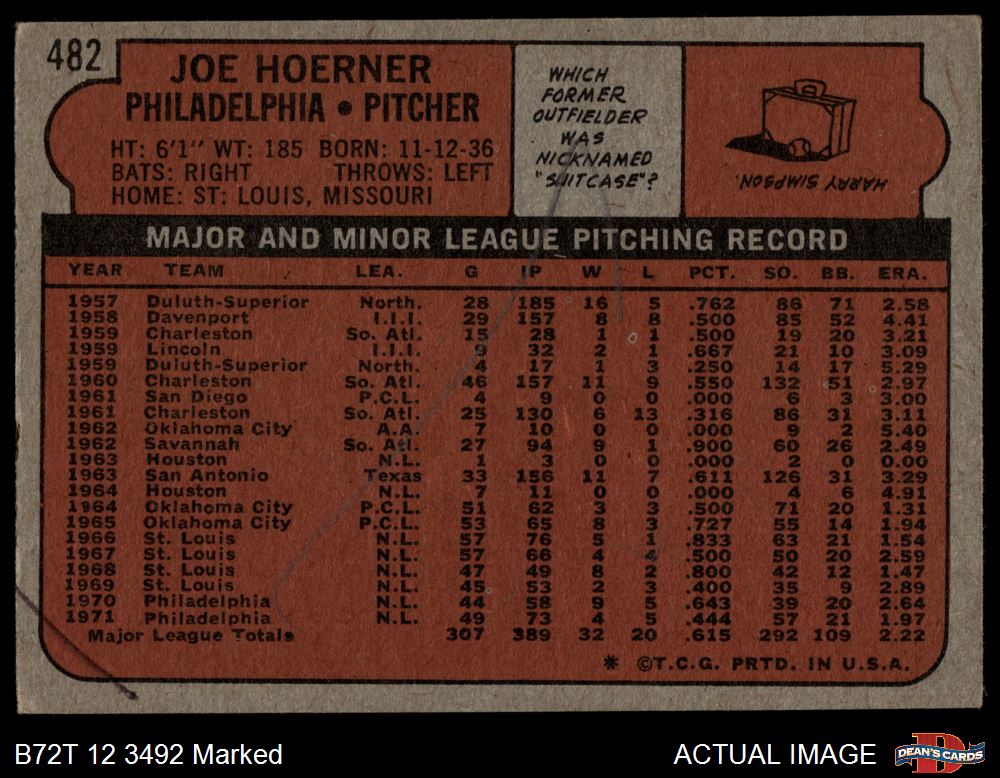 482
JOE HOERNER
PHILADELPHIA • PITCHER
HT: 6'1" WT: 185 BORN: 11-12-36
BATS: RIGHT THROWS: LEFT
HOME: ST: LOUIS, MISSOURI
WHICH
FORMER
OUTFIELDER
WAS
NICKNAMED
"SUITCASE"?
HARRY SIMPSON.
MAJOR AND MINOR LEAGUE PITCHING RECORD
YEAR TEAM LEA. G IP W L PCT. SO. BB. ERA.
1957 Duluth-Superior North. 28 185 16 5 .762 86 71 2.58
1958 Davenport I.I.I. 29 157 8 8 .500 85 52 4.41
1959 Charleston So. Atl. 15 28 1 1 .500 19 20 3.21
1959 Lincoln I.I.I. 9 32 2 1 .667 21 10 3.09
1959 Duluth-Superior North. 4 17 1 3 .250 14 17 5.29
1960 Charleston So. Atl. 46 157 11 9 .550 132 51 2.97
1961 San Diego P.C.L. 4 9 0 0 .000 6 3 3.00
1961 Charleston So. Atl. 25 130 6 13 .316 86 31 3.11
1962 Oklahoma City A.A. 7 10 0 0 .000 9 2 5.40
1962 Savannah So. Atl. 27 94 9 1 .900 60 26 2.49
1963 Houston N.L. 1 3 0 0 .000 2 0 0.00
1963 San Antonio Texas 33 156 11 7 .611 126 31 3.29
1964 Houston N.L. 7 11 0 0 .000 4 6 4.91
1964 Oklahoma City P.C.L. 51 62 3 3 .500 71 20 1.31
1965 Oklahoma City P.C.L. 53 65 8 3 .727 55 14 1.94
1966 St. Louis N.L. 57 76 5 1 .833 63 21 1.54
1967 St. Louis N.L. 57 66 4 4 .500 50 20 2.59
1968 St. Louis N.L. 47 49 8 2 .800 42 12 1.47
1969 St. Louis N.L. 45 53 2 3 .400 35 9 2.89
1970 Philadelphia N.L. 44 58 9 5 .643 39 20 2.64
1971 Philadelphia N.L. 49 73 4 5 .444 57 21 1.97
Major League Totals 307 389 32 20 .615 292 109 2.22
* ©T.C.G. PRTD. IN U.S.A.
B72T 12 3492 Marked
ACTUAL IMAGE
DEAN'S CARDS